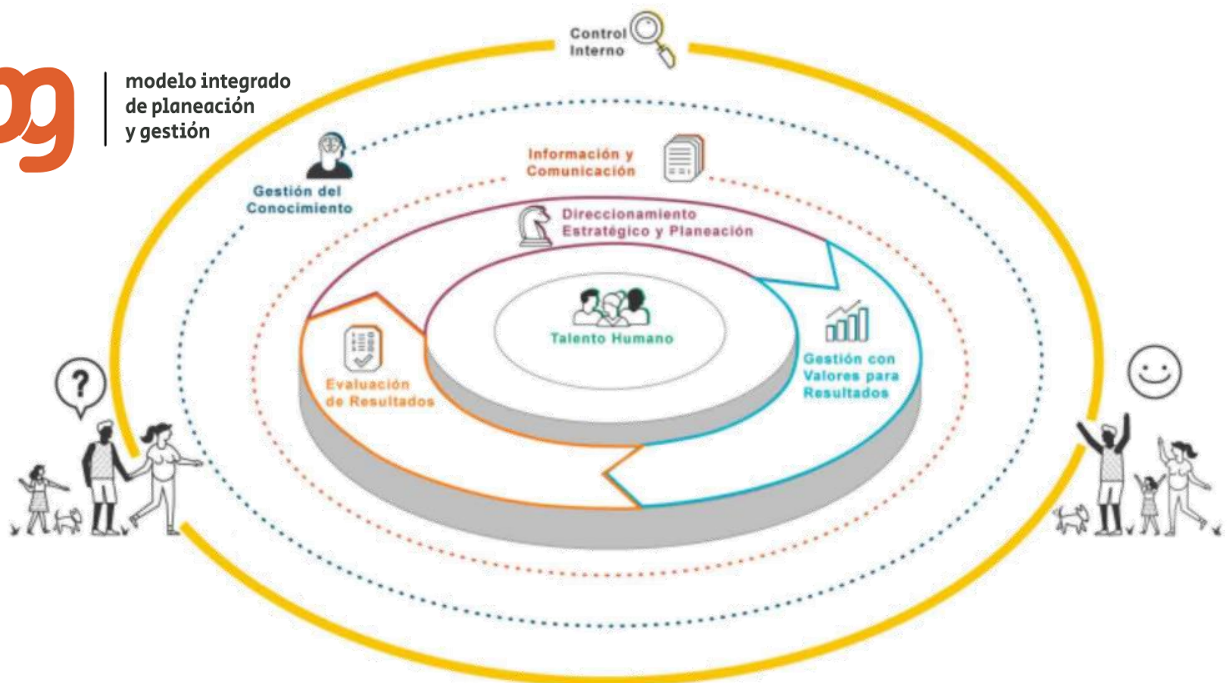 pg
modelo integrado
de planeación
y gestión
Control
Interno
Gestión del
Conocimiento
Información y
Comunicación
Direccionamiento
Estratégico y Planeación
Talento Humano
Evaluación
de Resultados
Gestión con
Valores para
Resultados
?